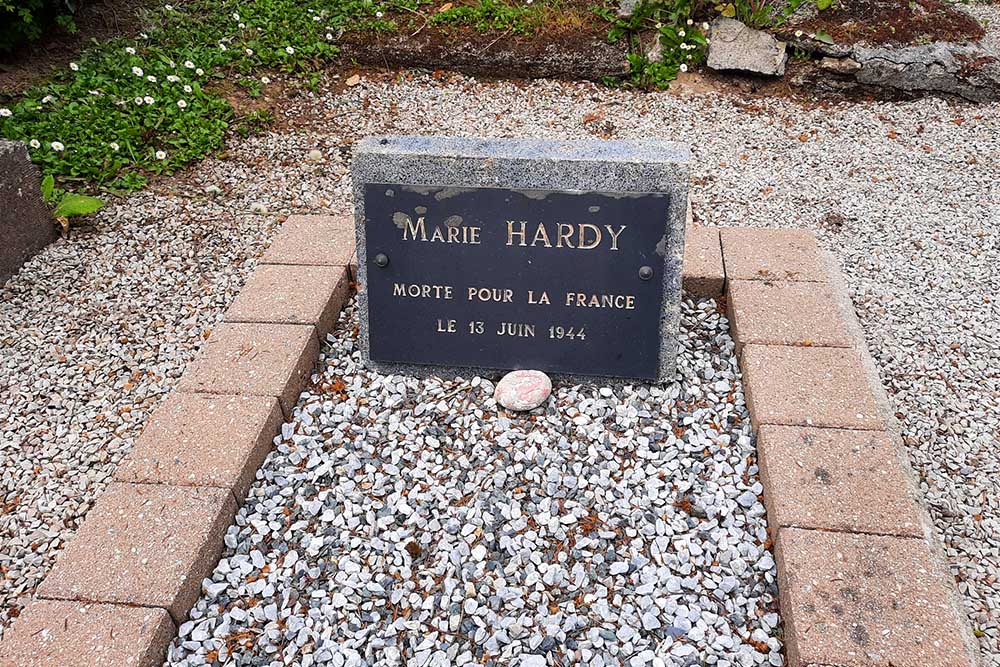 Marie HARDY
MORTE POUR LA FRANCE
LE 13 JUIN 1944